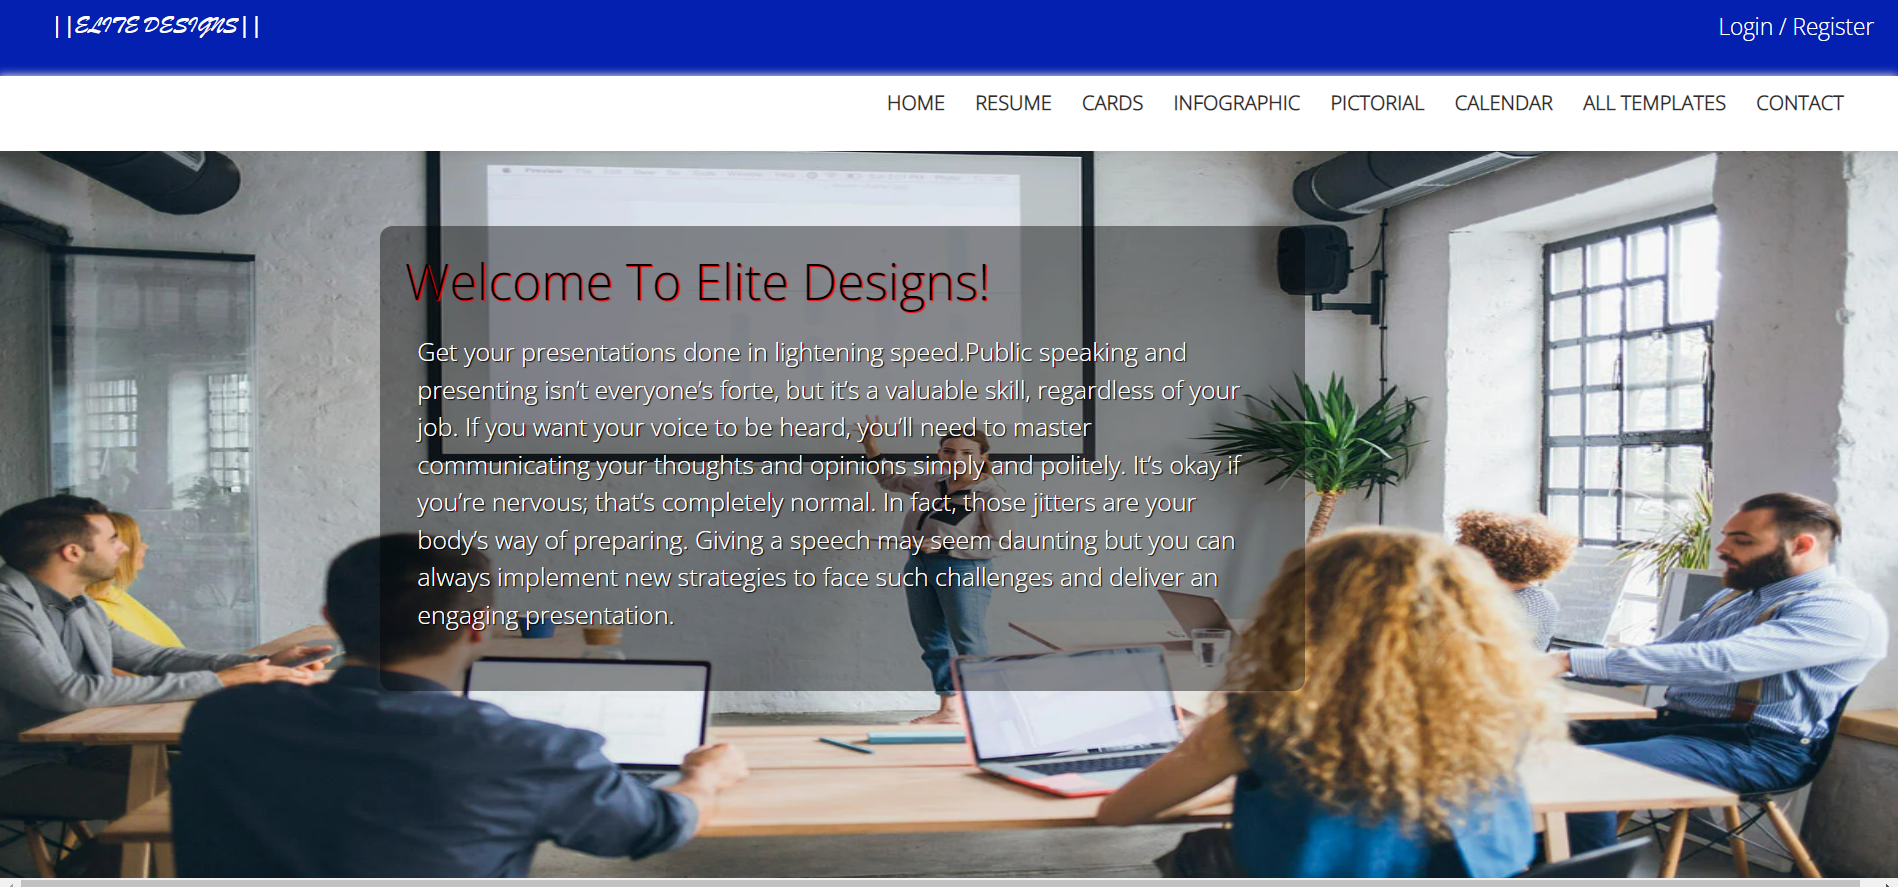 ||ELITE DESIGNS||
Login / Register
HOME RESUME CARDS INFOGRAPHIC PICTORIAL CALENDAR ALL TEMPLATES CONTACT
Welcome To Elite Designs!
Get your presentations done in lightening speed.Public speaking and
presenting isn’t everyone’s forte, but it’s a valuable skill, regardless of your
job. If you want your voice to be heard, you’ll need to master
communicating your thoughts and opinions simply and politely. It’s okay if
you’re nervous; that’s completely normal. In fact, those jitters are your
body’s way of preparing. Giving a speech may seem daunting but you can
always implement new strategies to face such challenges and deliver an
engaging presentation.